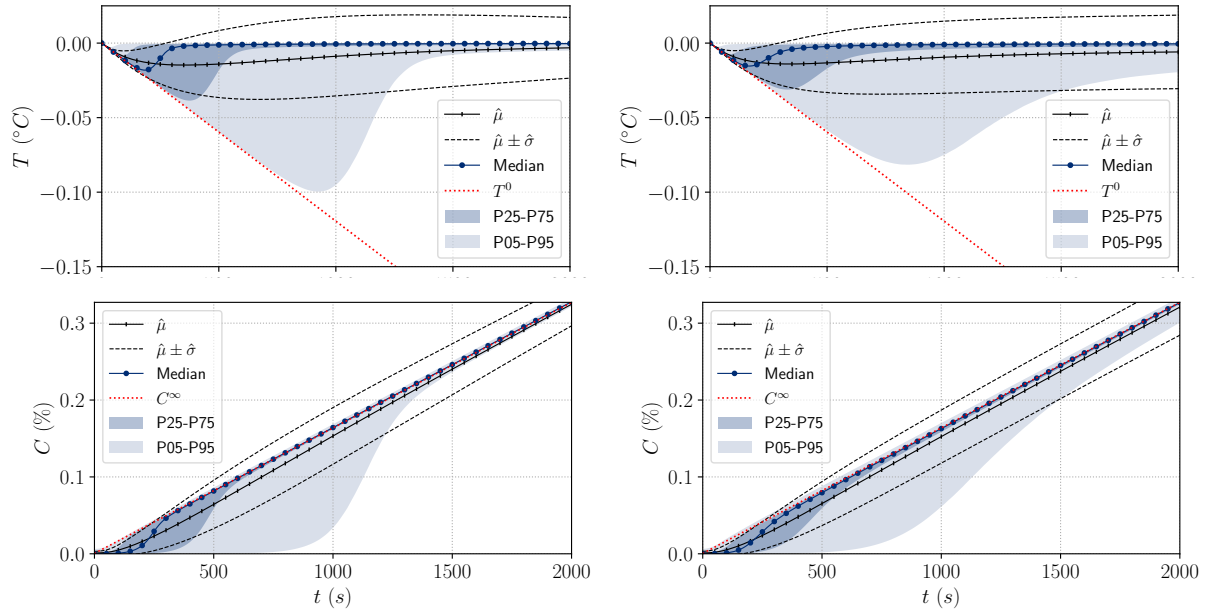 0.00
−0.05
−0.10
−0.15
T (°C)
μ̂
μ̂ ± σ̂
Median
T⁰
P25-P75
P05-P95
0.00
−0.05
−0.10
−0.15
T (°C)
μ̂
μ̂ ± σ̂
Median
T⁰
P25-P75
P05-P95
0.3
0.2
0.1
0.0
C (%)
μ̂
μ̂ ± σ̂
Median
C^∞
P25-P75
P05-P95
0 500 1000 1500 2000
t (s)
0.3
0.2
0.1
0.0
C (%)
μ̂
μ̂ ± σ̂
Median
C^∞
P25-P75
P05-P95
0 500 1000 1500 2000
t (s)